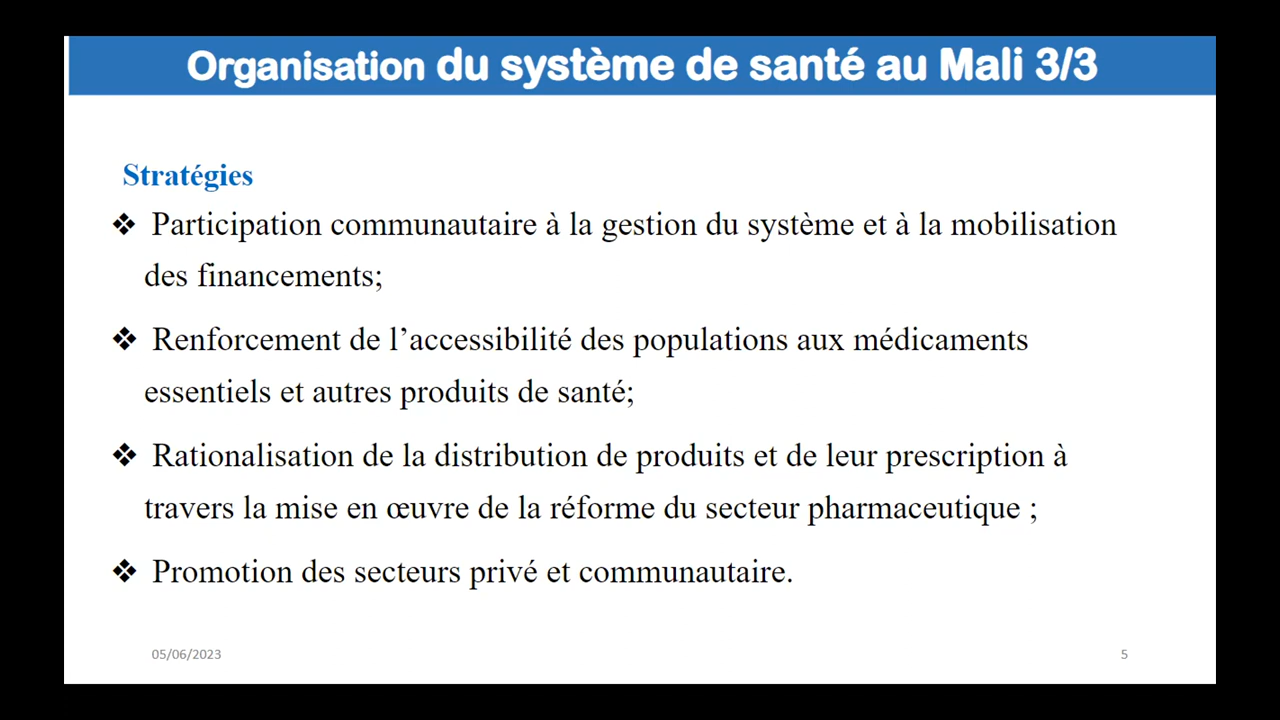 Organisation du système de santé au Mali 3/3
Stratégies
❖ Participation communautaire à la gestion du système et à la mobilisation
des financements;
❖ Renforcement de l’accessibilité des populations aux médicaments
essentiels et autres produits de santé;
❖ Rationalisation de la distribution de produits et de leur prescription à
travers la mise en œuvre de la réforme du secteur pharmaceutique ;
❖ Promotion des secteurs privé et communautaire.
05/06/2023
5